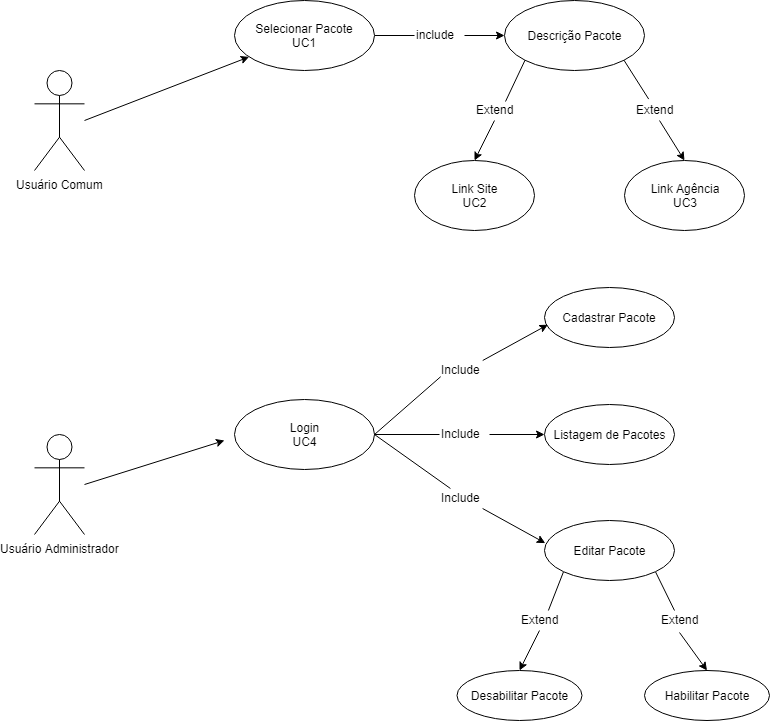 Selecionar Pacote
UC1
include
Descrição Pacote
Extend
Extend
Usuário Comum
Link Site
UC2
Link Agência
UC3
Cadastrar Pacote
Include
Login
UC4
Include
Listagem de Pacotes
Include
Usuário Administrador
Editar Pacote
Extend
Extend
Desabilitar Pacote
Habilitar Pacote